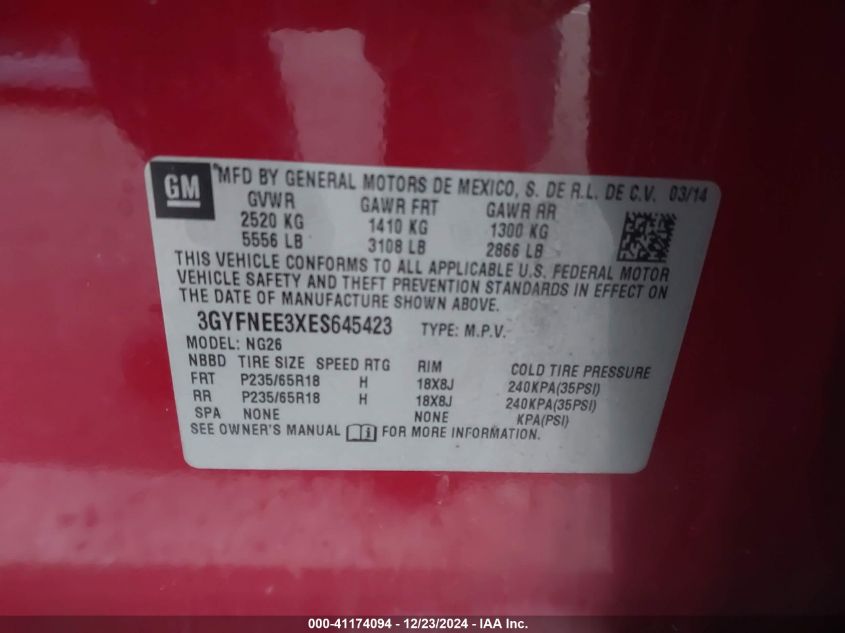 GM
MFD BY GENERAL MOTORS DE MEXICO, S. DE R.L. DE C.V. 03/14
GVWR GAWR FRT GAWR RR
2520 KG 1410 KG 1300 KG
5556 LB 3108 LB 2866 LB
THIS VEHICLE CONFORMS TO ALL APPLICABLE U.S. FEDERAL MOTOR
VEHICLE SAFETY AND THEFT PREVENTION STANDARDS IN EFFECT ON
THE DATE OF MANUFACTURE SHOWN ABOVE.
3GYFNEE3XES645423 TYPE: M.P.V.
MODEL: NG26
NBBD TIRE SIZE SPEED RTG RIM COLD TIRE PRESSURE
FRT P235/65R18 H 18X8J 240KPA(35PSI)
RR P235/65R18 H 18X8J 240KPA(35PSI)
SPA NONE NONE KPA(PSI)
SEE OWNER'S MANUAL FOR MORE INFORMATION.
000-41174094 - 12/23/2024 - IAA Inc.